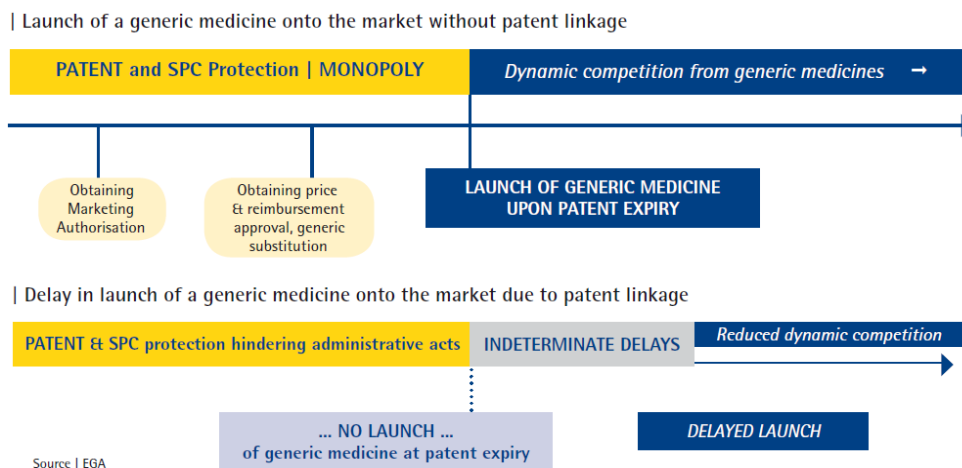 | Launch of a generic medicine onto the market without patent linkage
PATENT and SPC Protection | MONOPOLY
Dynamic competition from generic medicines →
Obtaining
Marketing
Authorisation
Obtaining price
& reimbursement
approval, generic
substitution
LAUNCH OF GENERIC MEDICINE
UPON PATENT EXPIRY
| Delay in launch of a generic medicine onto the market due to patent linkage
PATENT & SPC protection hindering administrative acts
INDETERMINATE DELAYS
Reduced dynamic competition
... NO LAUNCH ...
of generic medicine at patent expiry
DELAYED LAUNCH
Source | EGA